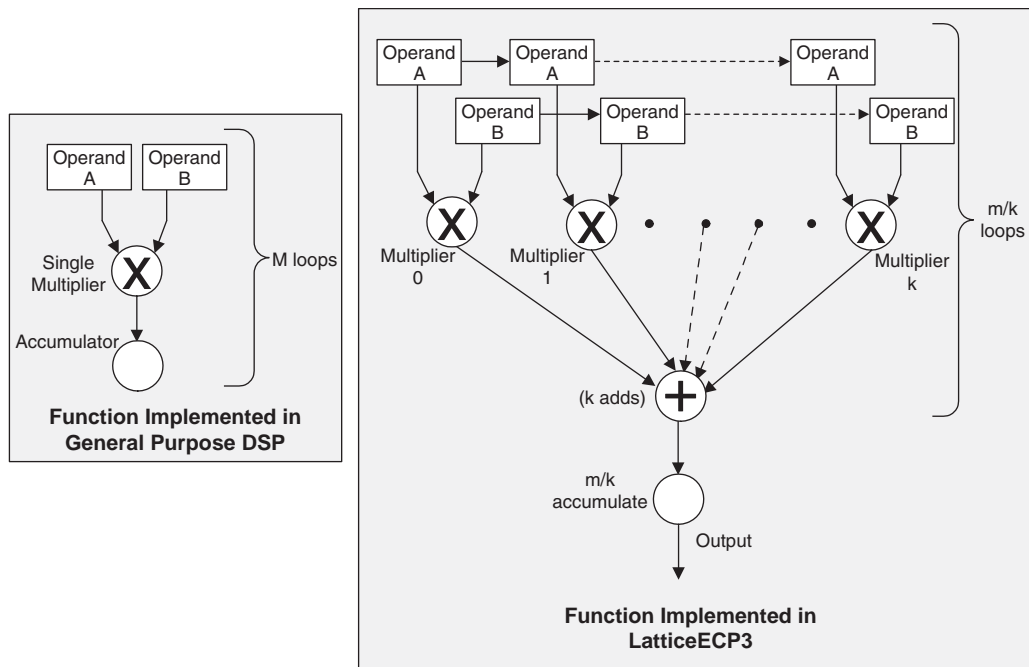 Operand
A
Operand
B
Single
Multiplier
X
Accumulator
M loops
Function Implemented in
General Purpose DSP
Operand
A
Operand
A
Operand
A
Operand
B
Operand
B
Operand
B
X
X
X
Multiplier
0
Multiplier
1
Multiplier
k
m/k
loops
(k adds)
+
m/k
accumulate
Output
Function Implemented in
LatticeECP3